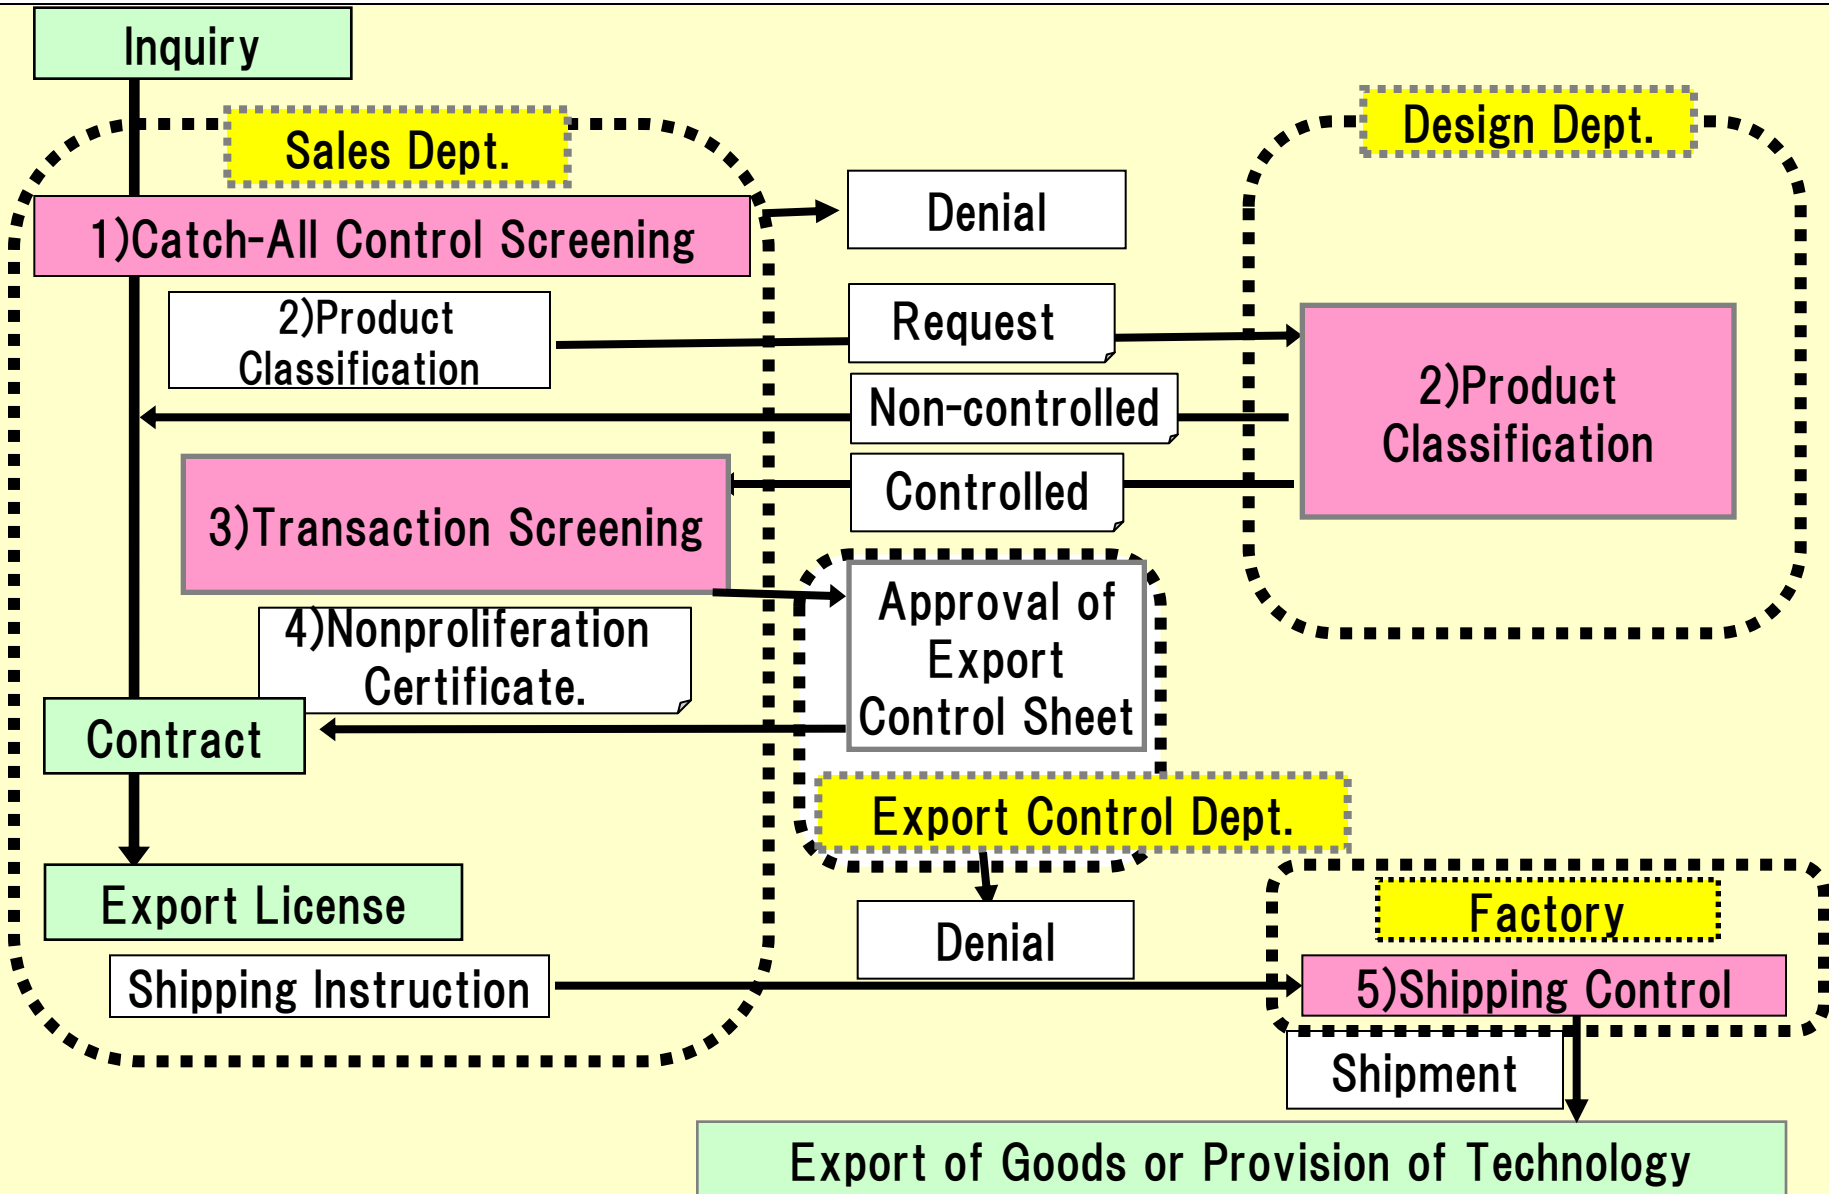 Inquiry
Sales Dept.
Design Dept.
1)Catch-All Control Screening
Denial
2)Product
Classification
Request
2)Product
Classification
Non-controlled
Controlled
3)Transaction Screening
Approval of
Export
Control Sheet
4)Nonproliferation
Certificate.
Contract
Export Control Dept.
Export License
Denial
Factory
Shipping Instruction
5)Shipping Control
Shipment
Export of Goods or Provision of Technology